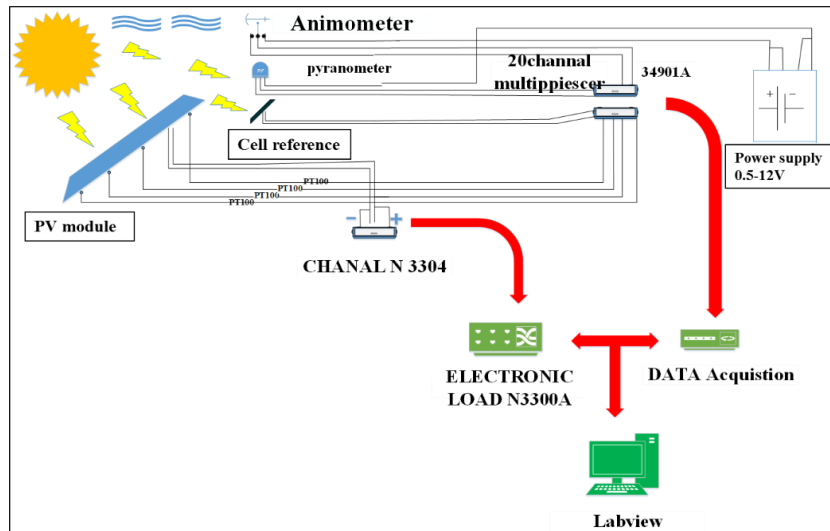 Animometer
pyranometer
20channal
multippiescer
34901A
Cell reference
Power supply
0.5-12V
PT100
PT100
PT100
PV module
CHANAL N 3304
ELECTRONIC
LOAD N3300A
DATA Acquistion
Labview